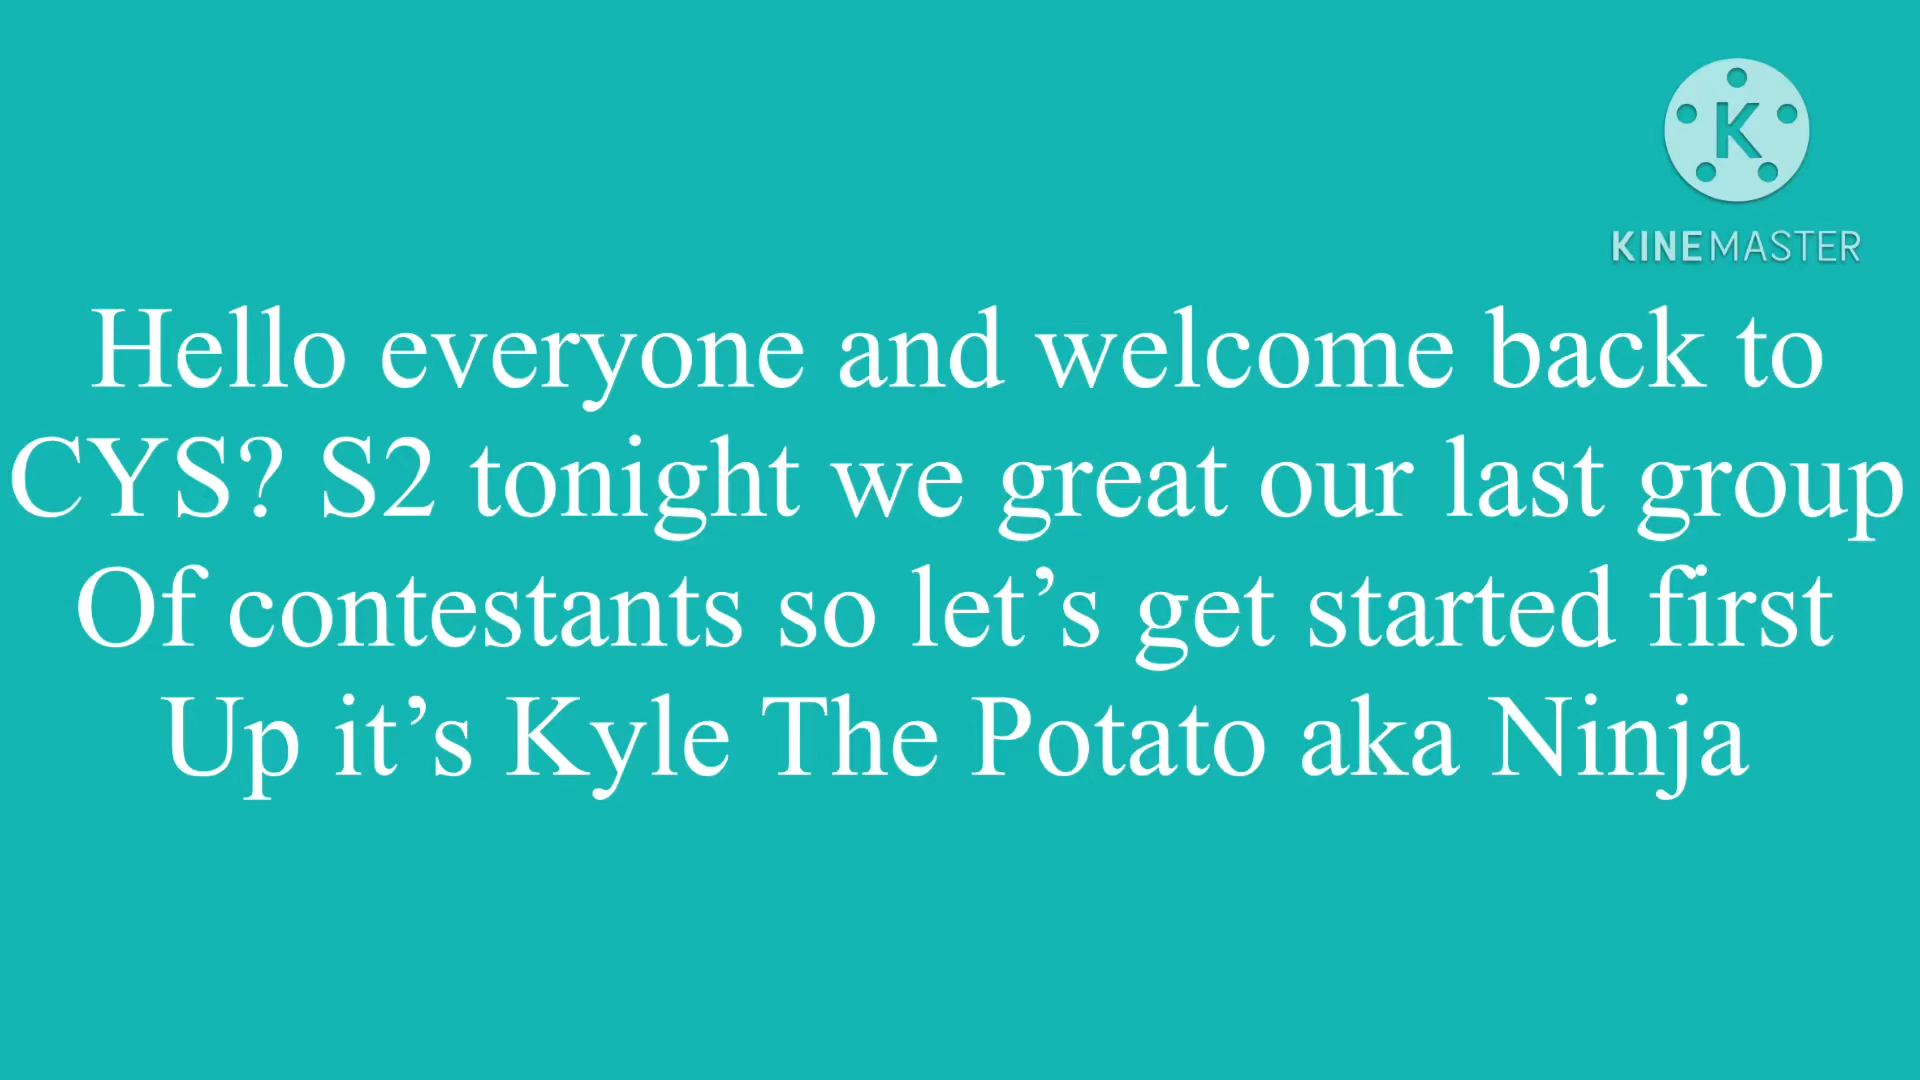 K
KINEMASTER
Hello everyone and welcome back to
CYS? S2 tonight we great our last group
Of contestants so let’s get started first
Up it’s Kyle The Potato aka Ninja